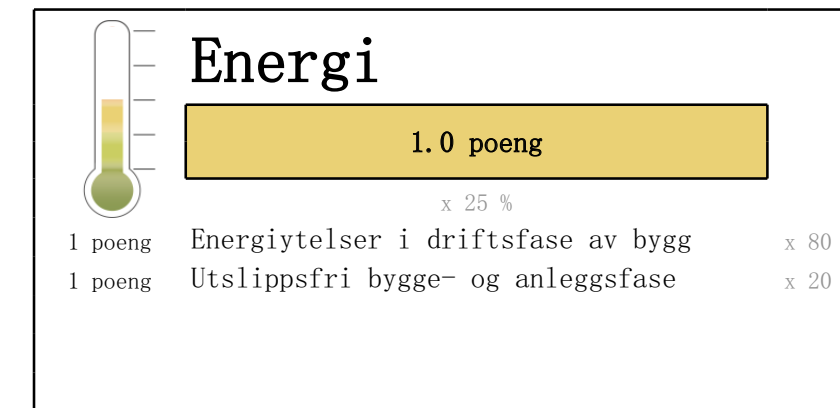 Energi
1.0 poeng
x 25 %
1 poeng Energiytelser i driftsfase av bygg x 80
1 poeng Utslippsfri bygge- og anleggsfase x 20